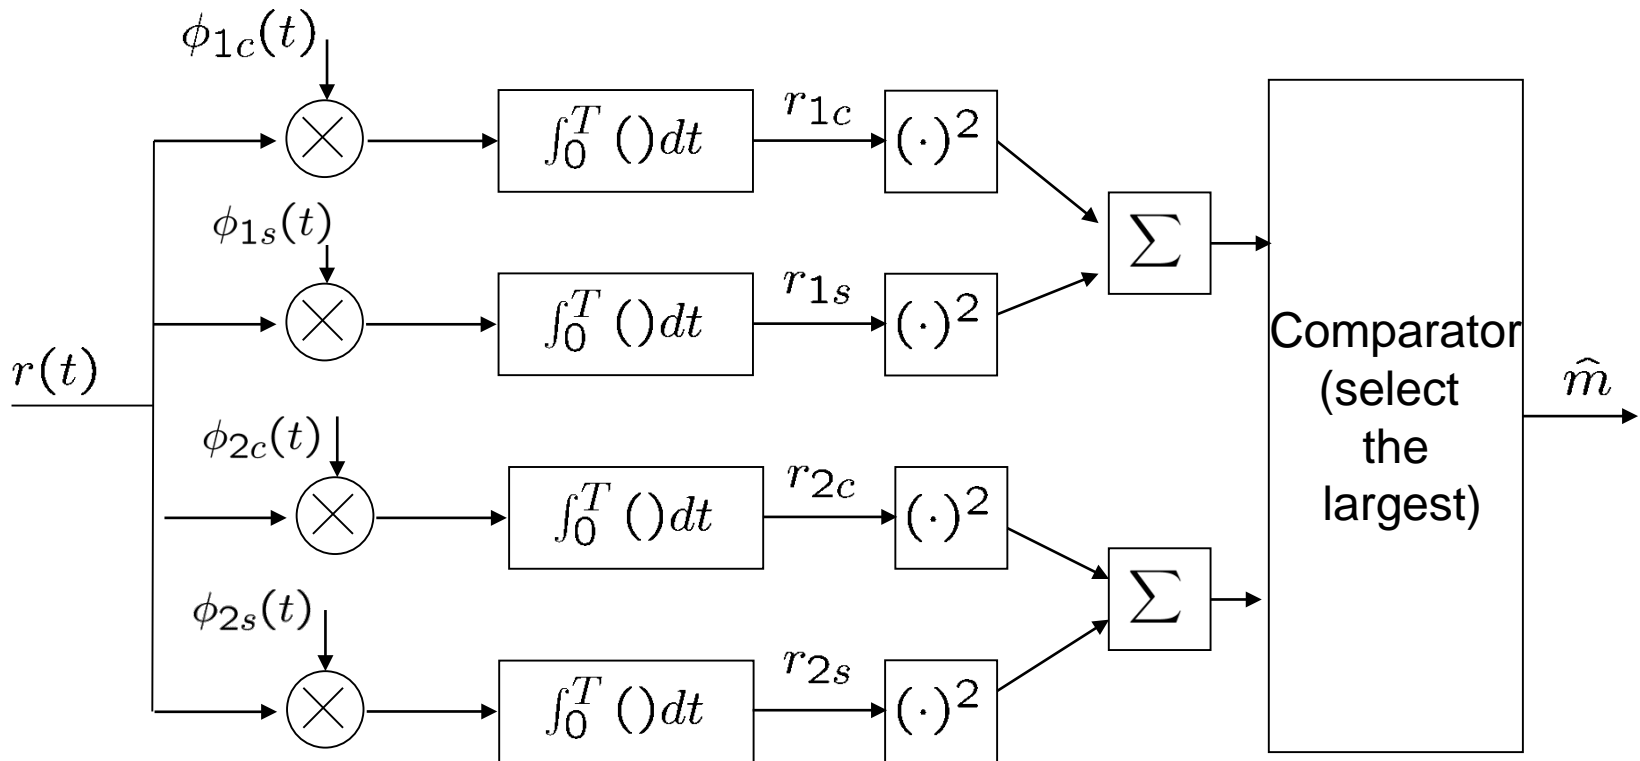 ϕ1c(t)
∫₀ᵀ ()dt
r1c
(·)²
ϕ1s(t)
∫₀ᵀ ()dt
r1s
(·)²
∑
r(t)
ϕ2c(t)
∫₀ᵀ ()dt
r2c
(·)²
ϕ2s(t)
∫₀ᵀ ()dt
r2s
(·)²
∑
Comparator
(select
the
largest)
m̂